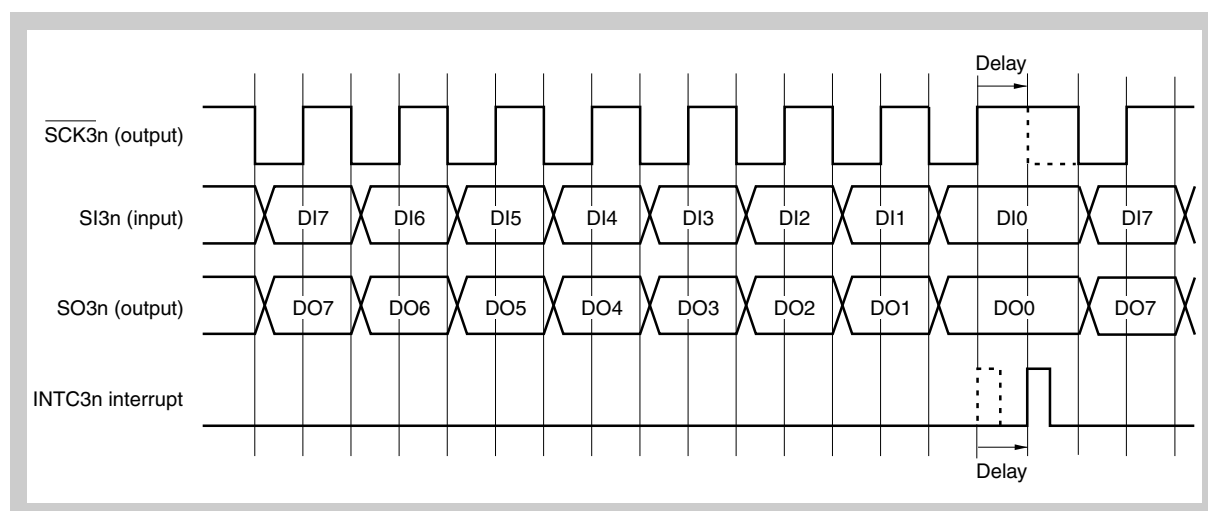 Delay
SCK3n (output)
SI3n (input) DI7 DI6 DI5 DI4 DI3 DI2 DI1 DI0 DI7
SO3n (output) DO7 DO6 DO5 DO4 DO3 DO2 DO1 DO0 DO7
INTC3n interrupt
Delay